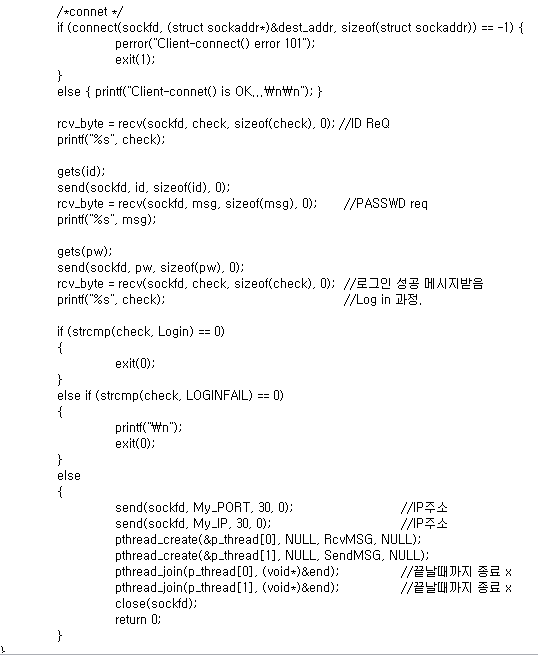 /*connet */
if (connect(sockfd, (struct sockaddr*)&dest_addr, sizeof(struct sockaddr)) == -1) {
perror("Client-connect() error 101");
exit(1);
}
else { printf("Client-connet() is OK...₩n₩n"); }
rcv_byte = recv(sockfd, check, sizeof(check), 0); //ID ReQ
printf("%s", check);
gets(id);
send(sockfd, id, sizeof(id), 0);
rcv_byte = recv(sockfd, msg, sizeof(msg), 0); //PASSWD req
printf("%s", msg);
gets(pw);
send(sockfd, pw, sizeof(pw), 0);
rcv_byte = recv(sockfd, check, sizeof(check), 0); //로그인 성공 메시지받음
printf("%s", check); //Log in 과정.
if (strcmp(check, Login) == 0)
{
exit(0);
}
else if (strcmp(check, LOGINFAIL) == 0)
{
printf("₩n");
exit(0);
}
else
{
send(sockfd, My_PORT, 30, 0); //IP주소
send(sockfd, My_IP, 30, 0); //IP주소
pthread_create(&p_thread[0], NULL, RcvMSG, NULL);
pthread_create(&p_thread[1], NULL, SendMSG, NULL);
pthread_join(p_thread[0], (void*)&end); //끝날때까지 종료 x
pthread_join(p_thread[1], (void*)&end); //끝날때까지 종료 x
close(sockfd);
return 0;
}
}